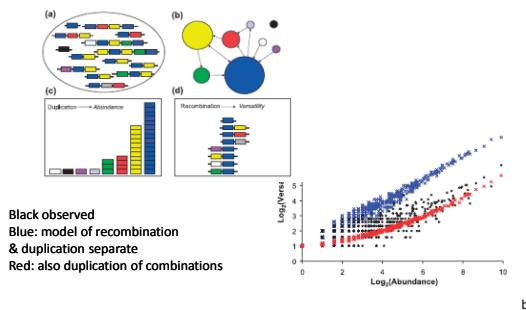 (a)
(b)
(c)
Duplication → Abundance
(d)
Recombination → Versatility
Black observed
Blue: model of recombination
& duplication separate
Red: also duplication of combinations
Log2(Versa
5
4
3
2
1
0
0 2 4 6 8 10
Log2(Abundance)
b